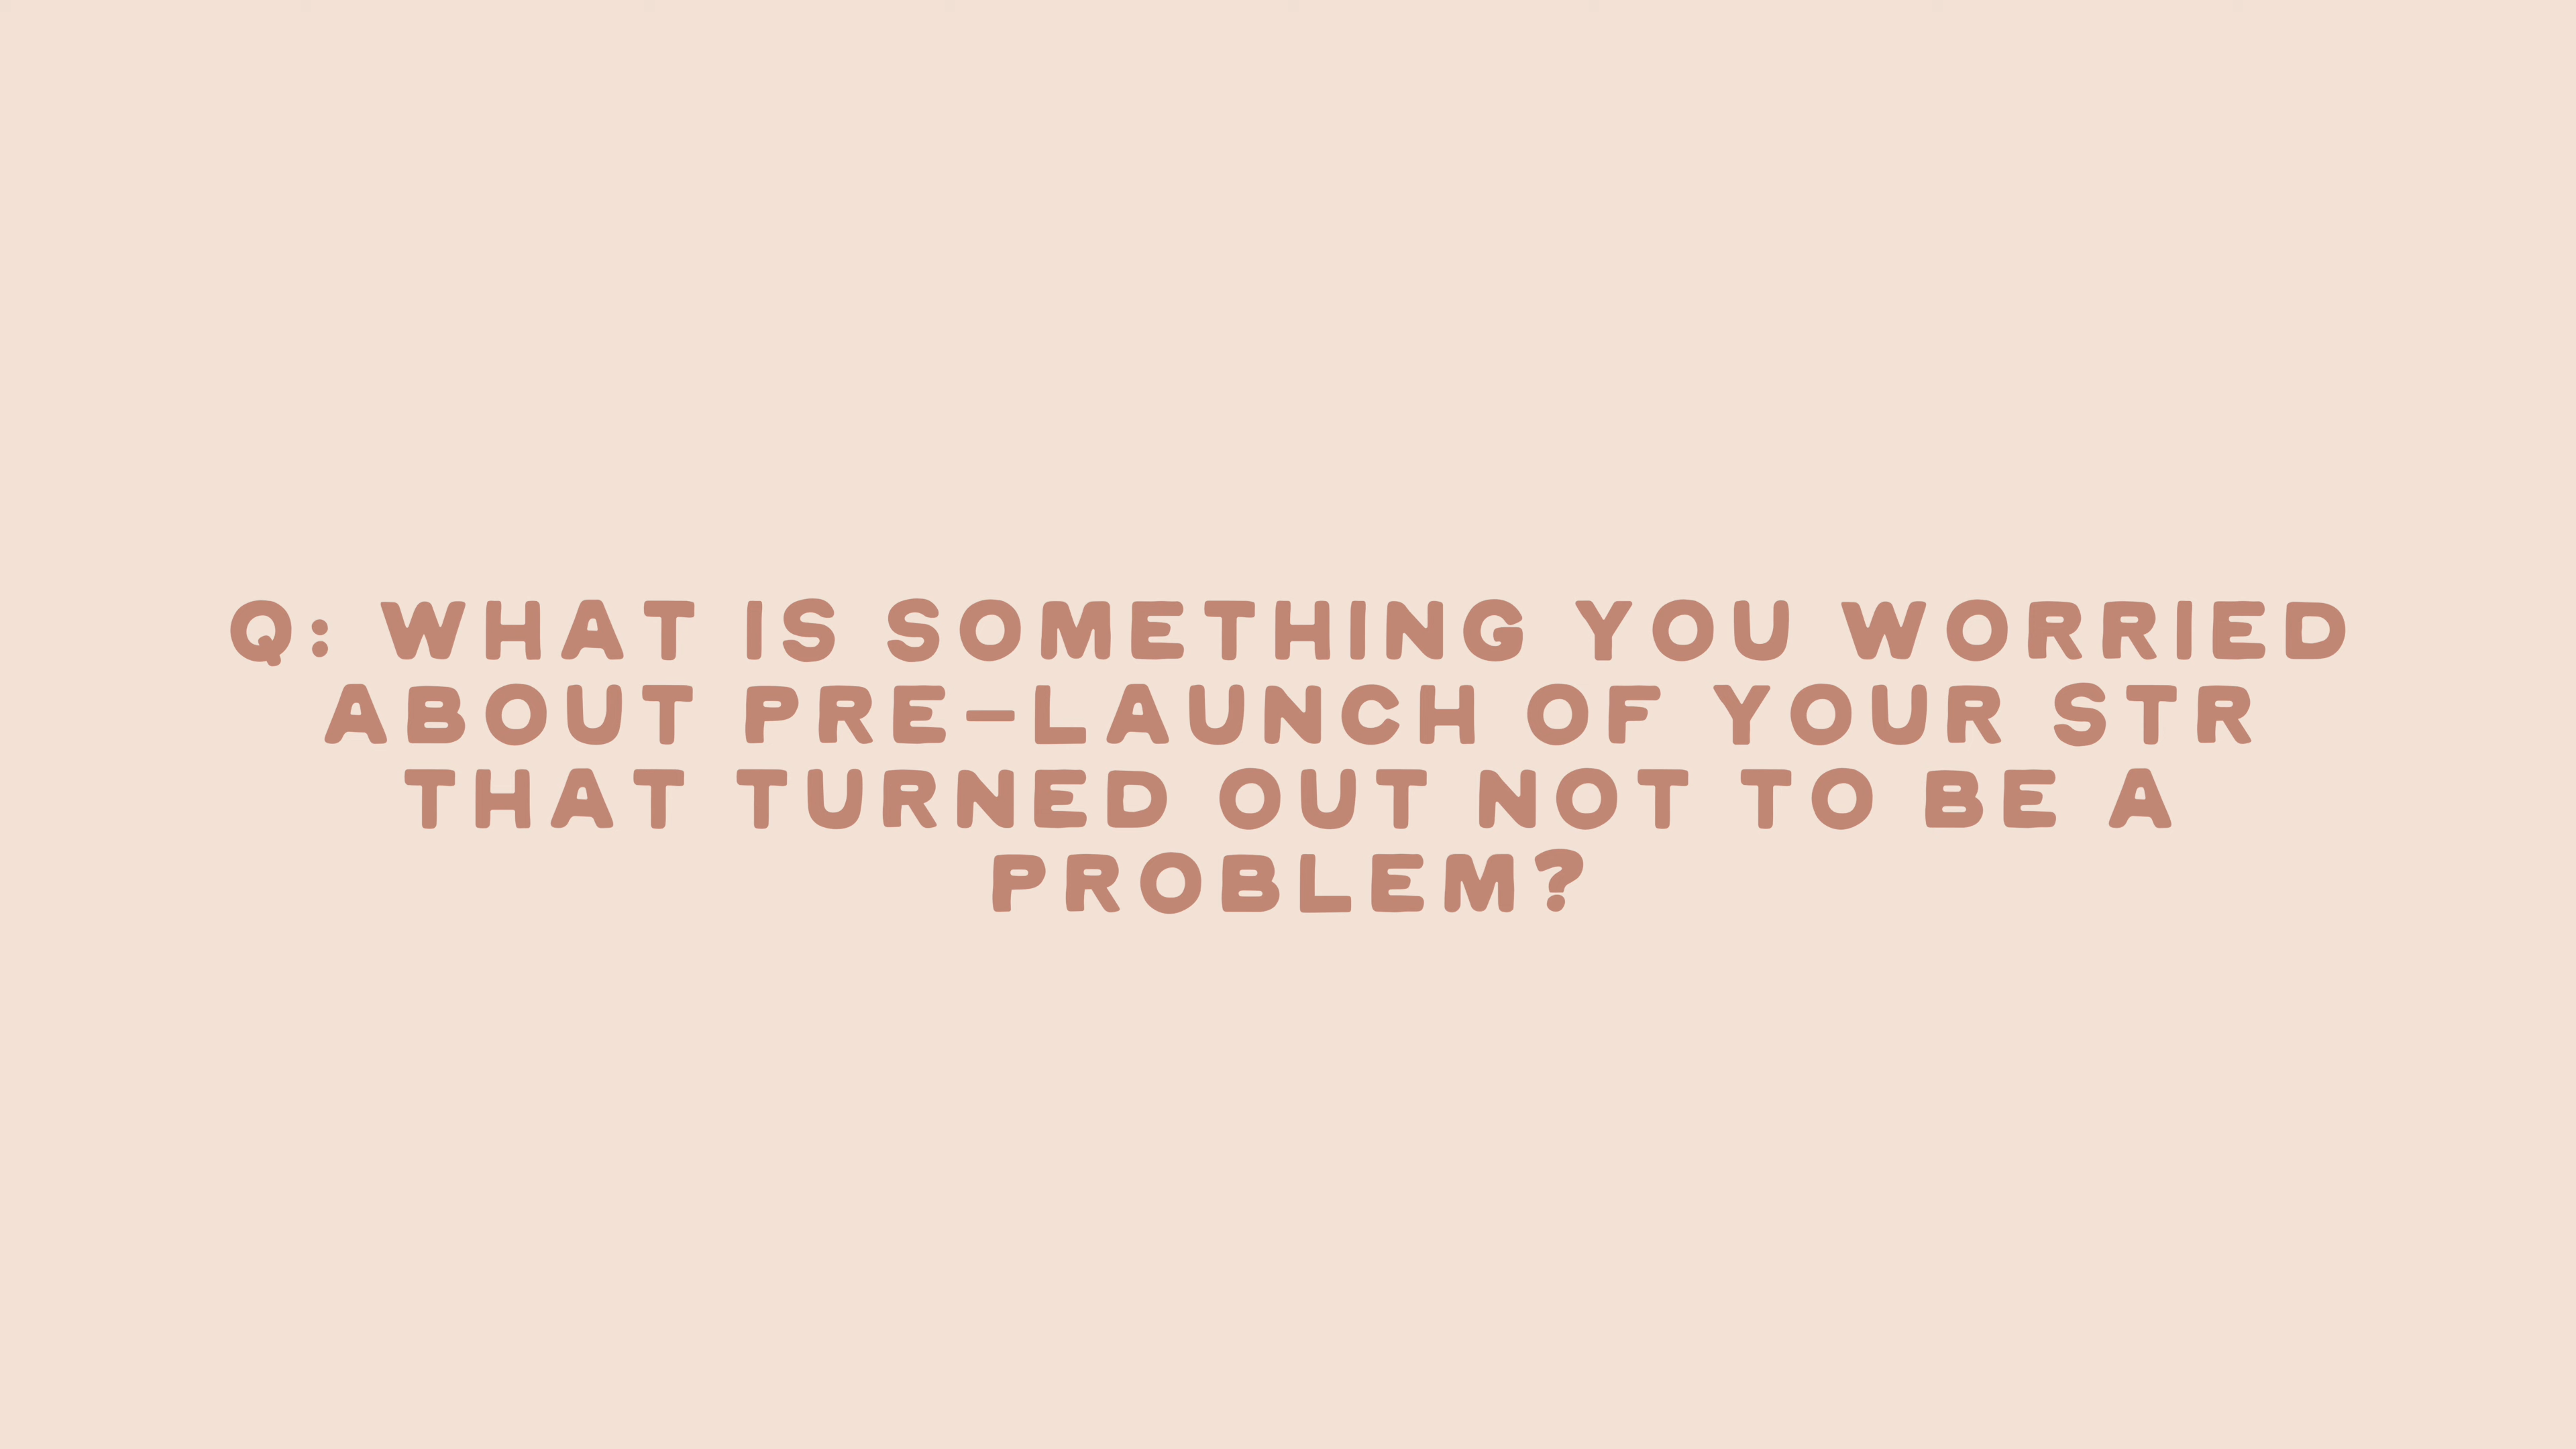 Q: WHAT IS SOMETHING YOU WORRIED
ABOUT PRE-LAUNCH OF YOUR STR
THAT TURNED OUT NOT TO BE A
PROBLEM?